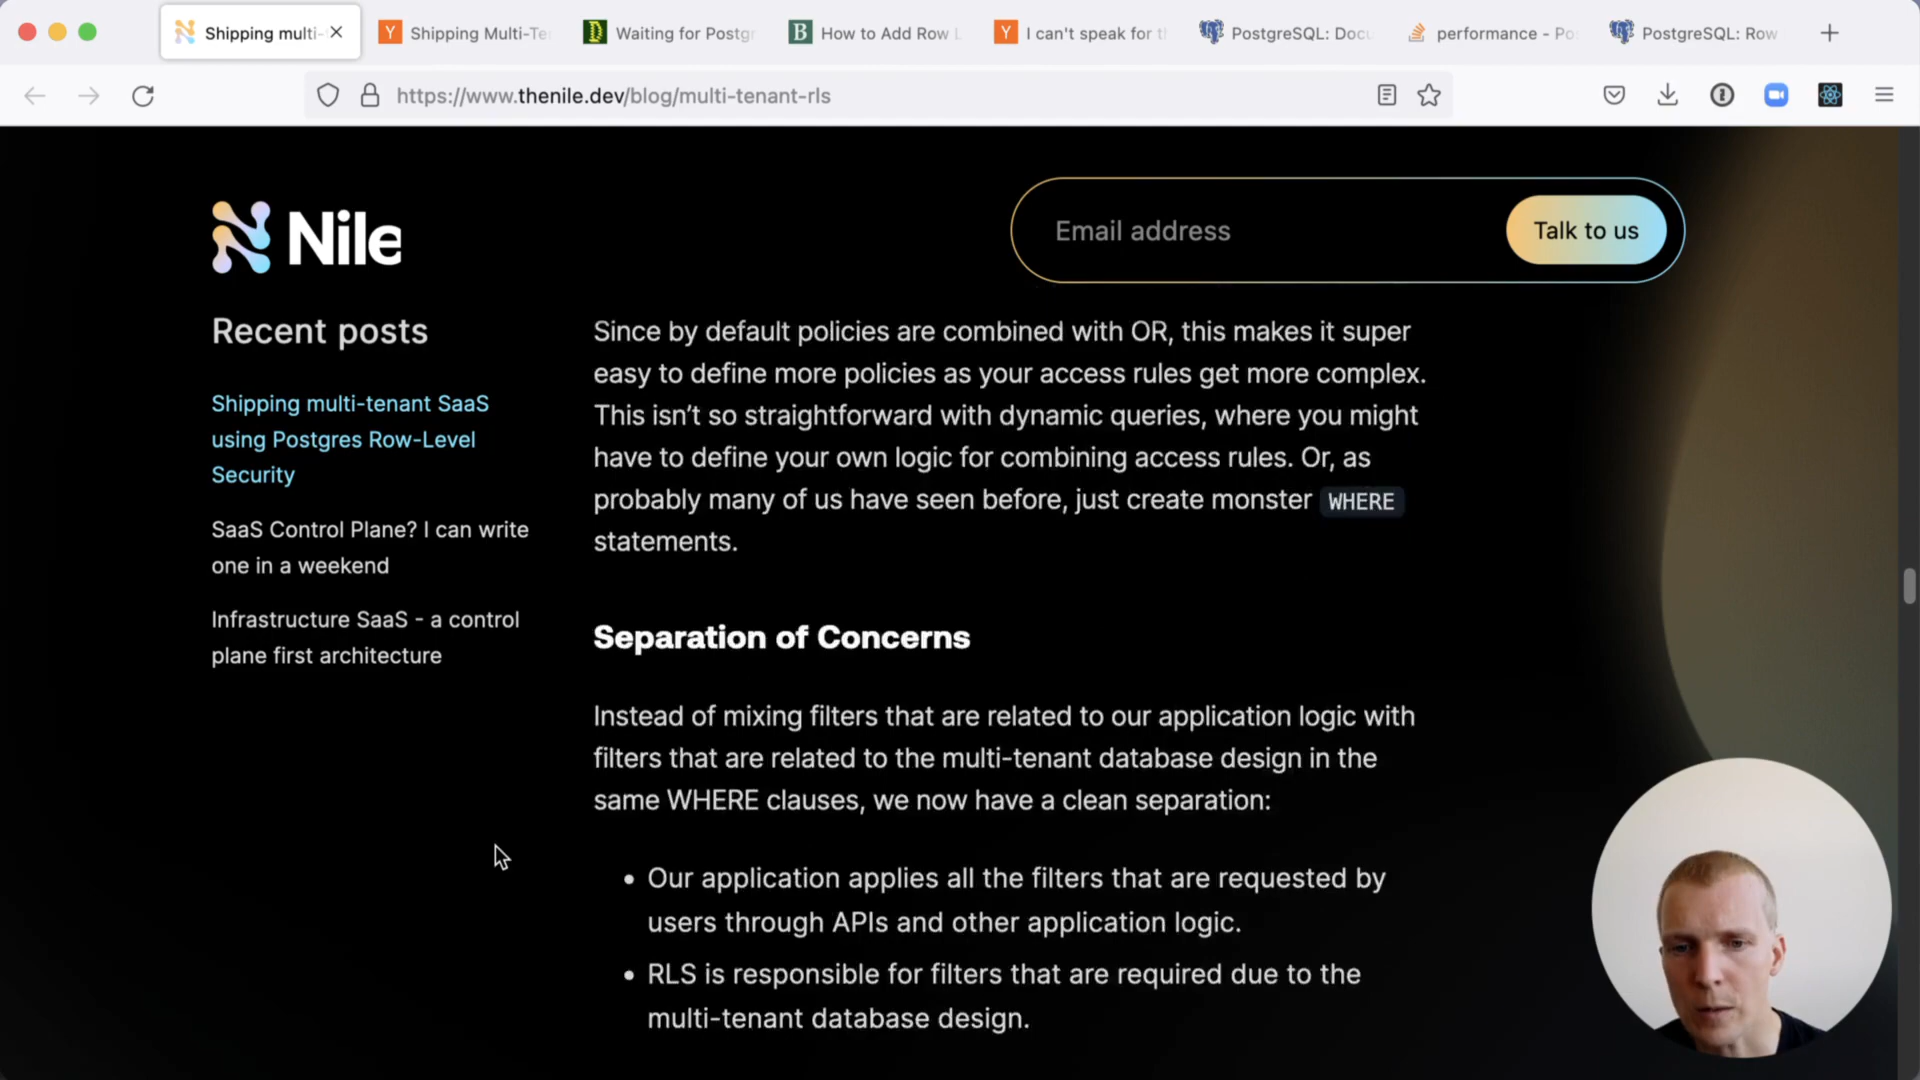 Shipping multi-
Shipping Multi-Te
Waiting for Postg
How to Add Row L
I can't speak for t
PostgreSQL: Docu
performance - Po
PostgreSQL: Row
https://www.thenile.dev/blog/multi-tenant-rls
Nile
Email address
Talk to us
Recent posts
Shipping multi-tenant SaaS
using Postgres Row-Level
Security
SaaS Control Plane? I can write
one in a weekend
Infrastructure SaaS - a control
plane first architecture
Since by default policies are combined with OR, this makes it super
easy to define more policies as your access rules get more complex.
This isn’t so straightforward with dynamic queries, where you might
have to define your own logic for combining access rules. Or, as
probably many of us have seen before, just create monster WHERE
statements.
Separation of Concerns
Instead of mixing filters that are related to our application logic with
filters that are related to the multi-tenant database design in the
same WHERE clauses, we now have a clean separation:
• Our application applies all the filters that are requested by
users through APIs and other application logic.
• RLS is responsible for filters that are required due to the
multi-tenant database design.